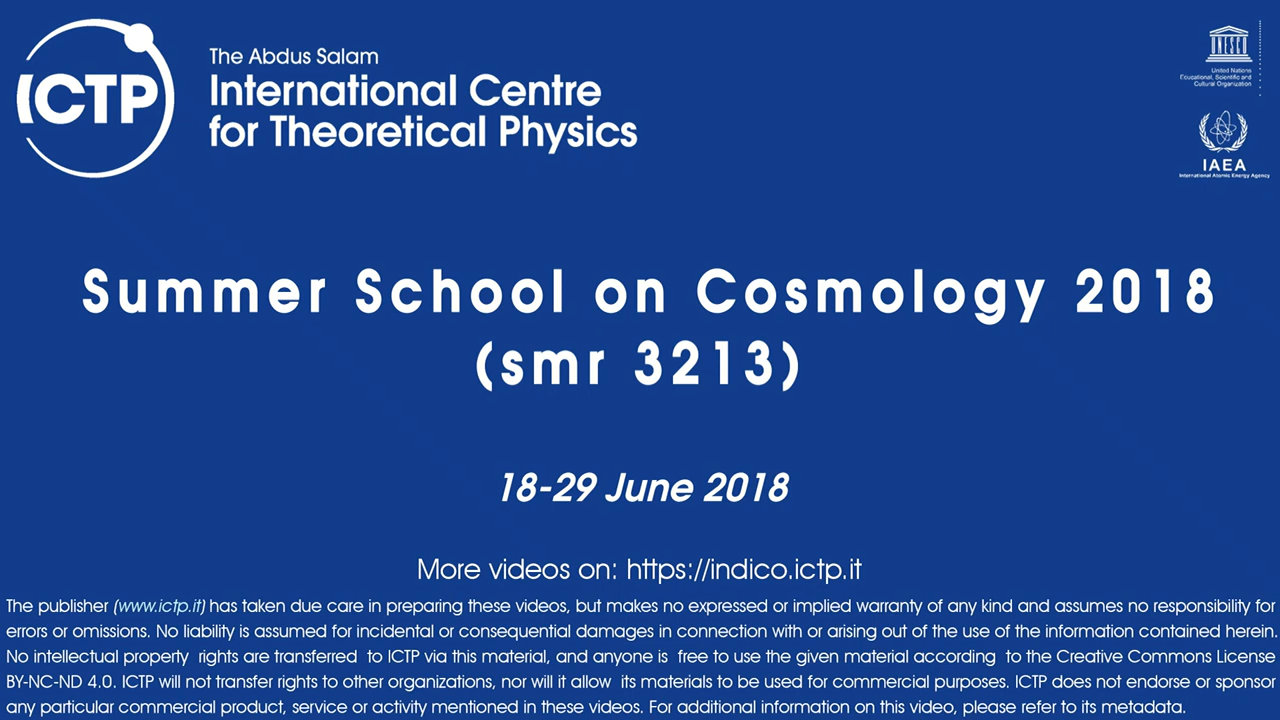 ICTP
The Abdus Salam
International Centre
for Theoretical Physics
UNESCO
United Nations
Educational, Scientific and
Cultural Organization
IAEA
International Atomic Energy Agency
Summer School on Cosmology 2018
(smr 3213)
18-29 June 2018
More videos on: https://indico.ictp.it
The publisher (www.ictp.it) has taken due care in preparing these videos, but makes no expressed or implied warranty of any kind and assumes no responsibility for
errors or omissions. No liability is assumed for incidental or consequential damages in connection with or arising out of the use of the information contained herein.
No intellectual property rights are transferred to ICTP via this material, and anyone is free to use the given material according to the Creative Commons License
BY-NC-ND 4.0. ICTP will not transfer rights to other organizations, nor will it allow its materials to be used for commercial purposes. ICTP does not endorse or sponsor
any particular commercial product, service or activity mentioned in these videos. For additional information on this video, please refer to its metadata.